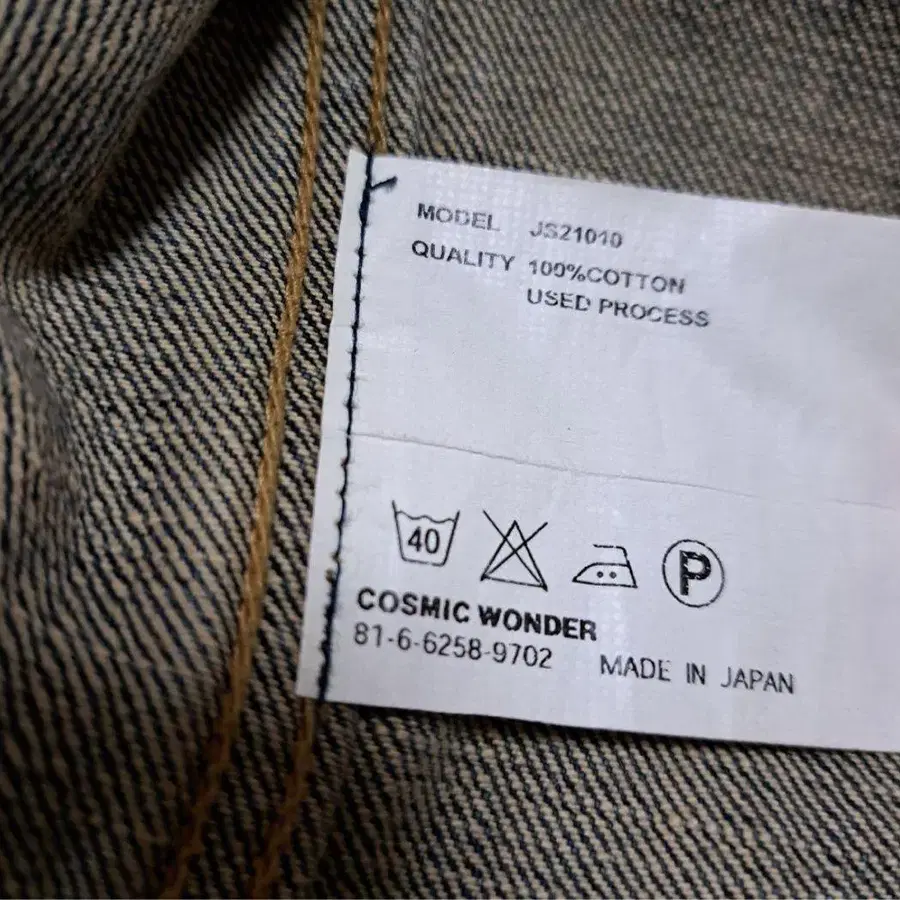 MODEL JS21010
QUALITY 100%COTTON
USED PROCESS
40
P
COSMIC WONDER
81-6-6258-9702
MADE IN JAPAN